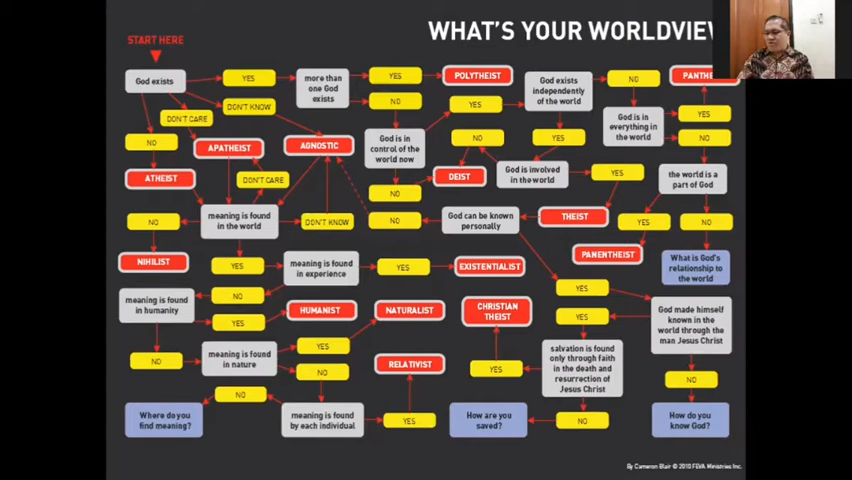 WHAT'S YOUR WORLDVIEW
START HERE
God exists
YES
more than
one God
exists
YES
POLYTHEIST
God exists
independently
of the world
NO
DON'T KNOW
NO
YES
God is in
everything in
the world
YES
DON'T CARE
NO
APATHEIST
AGNOSTIC
God is in
control of the
world now
NO
YES
NO
ATHEIST
DON'T CARE
DEIST
God is involved
in the world
YES
the world is a
part of God
NO
NO
meaning is found
in the world
DON'T KNOW
NO
God can be known
personally
THEIST
YES
NO
NIHILIST
YES
meaning is found
in experience
YES
EXISTENTIALIST
PANENTHEIST
What is God's
relationship to
the world
meaning is found
in humanity
NO
YES
HUMANIST
NATURALIST
CHRISTIAN
THEIST
YES
YES
God made himself
known in the
world through the
man Jesus Christ
NO
meaning is found
in nature
YES
NO
RELATIVIST
YES
salvation is found
only through faith
in the death and
resurrection of
Jesus Christ
NO
NO
Where do you
find meaning?
meaning is found
by each individual
YES
How are you
saved?
NO
How do you
know God?
By Cameron Blair © 2010 FEVA Ministries Inc.